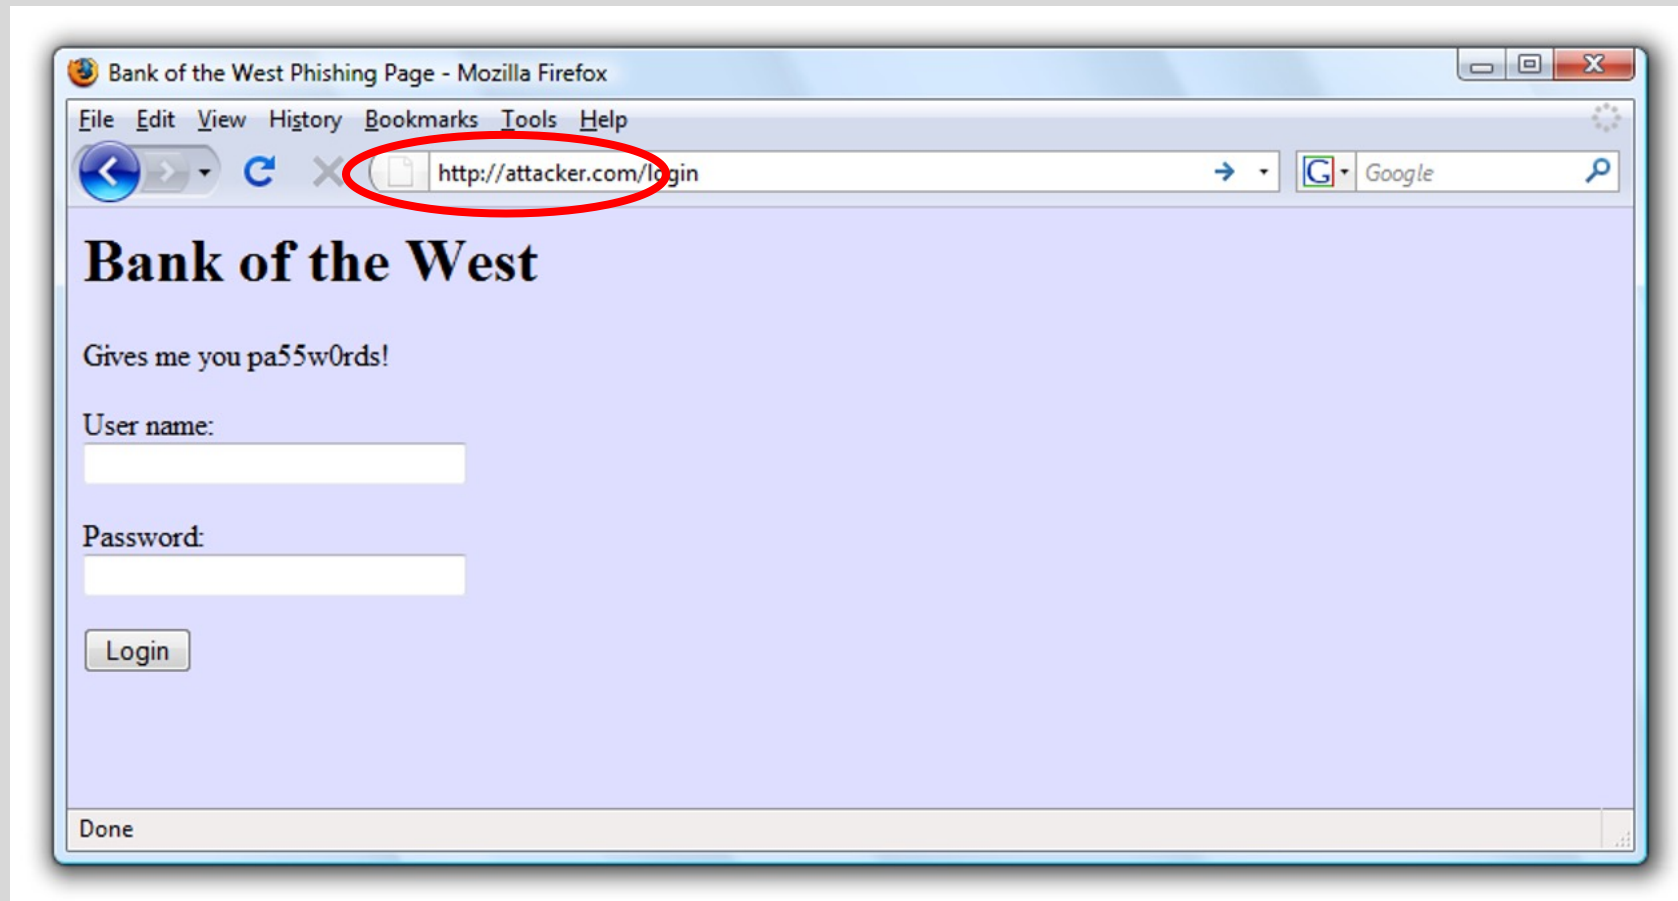 Bank of the West Phishing Page - Mozilla Firefox
File Edit View History Bookmarks Tools Help
http://attacker.com/login G Google
Bank of the West
Gives me you pa55w0rds!
User name:
Password:
Login
Done